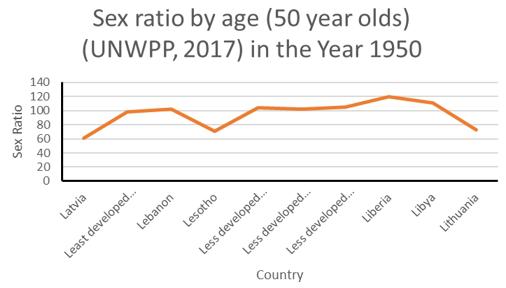 Sex ratio by age (50 year olds)
(UNWPP, 2017) in the Year 1950
Sex Ratio
140
120
100
80
60
40
20
0
Latvia
Least developed...
Lebanon
Lesotho
Less developed...
Less developed...
Less developed...
Liberia
Libya
Lithuania
Country